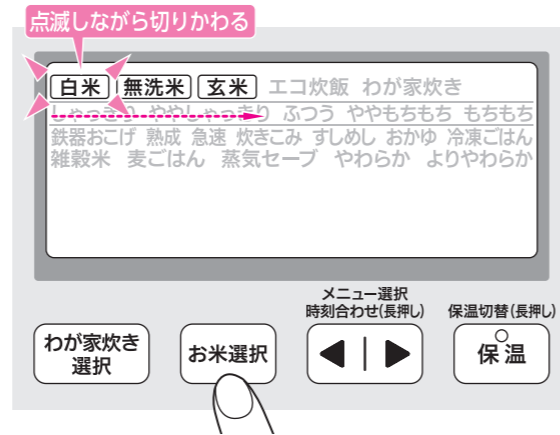 点滅しながら切りかわる
白米 無洗米 玄米 エコ炊飯 わが家炊き
しゃっきり ややしゃっきり ふつう ややもちもち もちもち
鉄器おこげ 熟成 急速 炊きこみ すしめし おかゆ 冷凍ごはん
雑穀米 麦ごはん 蒸気セーブ やわらか よりやわらか
メニュー選択
時刻合わせ(長押し) 保温切替(長押し)
わが家炊き
選択
お米選択
保温